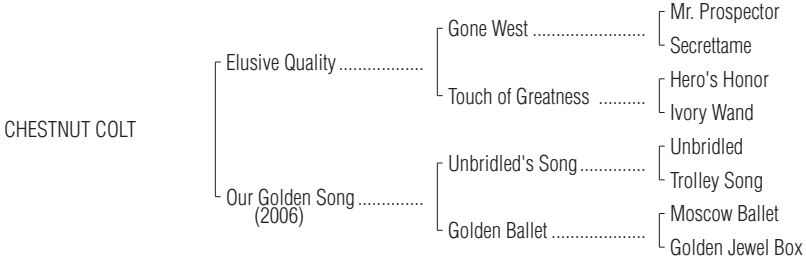 Mr. Prospector
Gone West ........................
Secrettame
Elusive Quality ..................
Hero's Honor
Touch of Greatness ..........
Ivory Wand
CHESTNUT COLT
Unbridled
Unbridled's Song ..............
Trolley Song
Our Golden Song ..............
(2006)
Moscow Ballet
Golden Ballet ....................
Golden Jewel Box